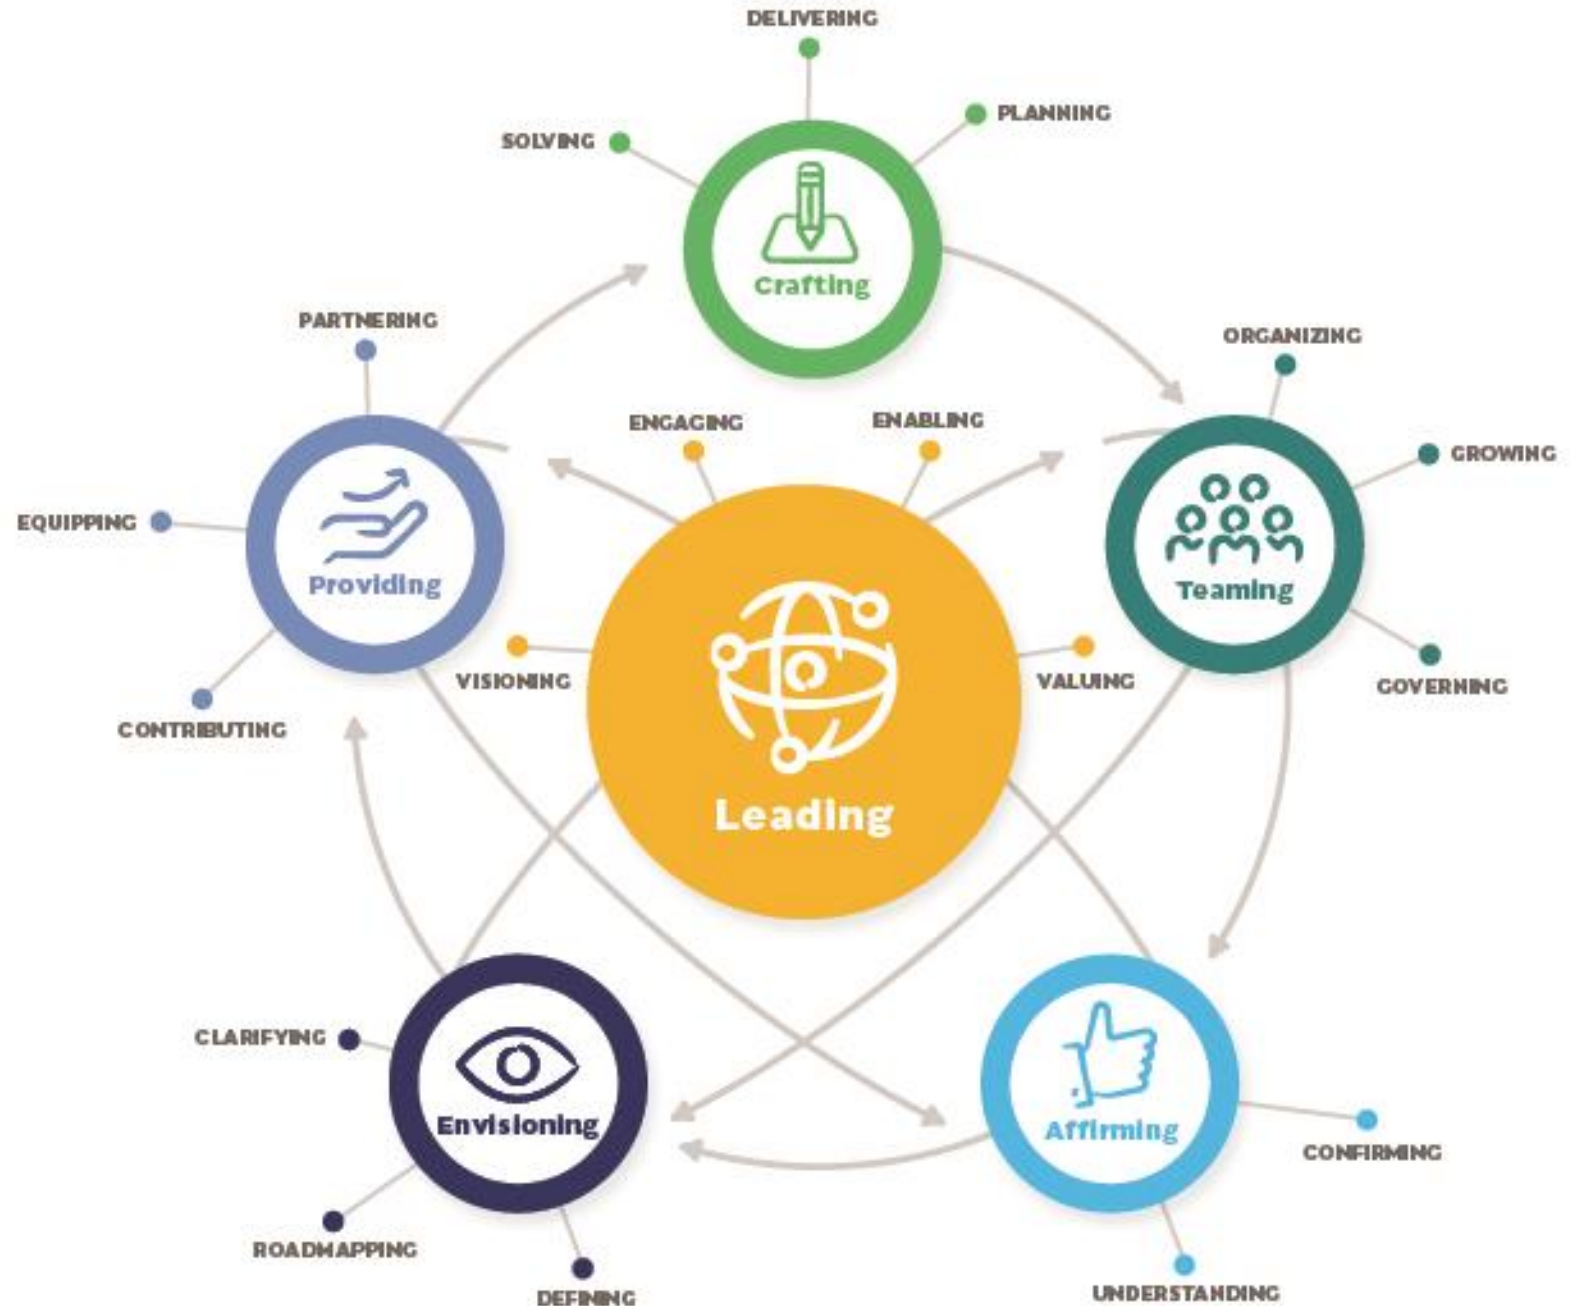 DELIVERING
PLANNING
SOLVING
Crafting
PARTNERING
ORGANIZING
ENGAGING
ENABLING
GROWING
EQUIPPING
Providing
Teaming
VISIONING
VALUING
GOVERNING
CONTRIBUTING
Leading
CLARIFYING
Envisioning
Affirming
CONFIRMING
ROADMAPPING
DEFINING
UNDERSTANDING